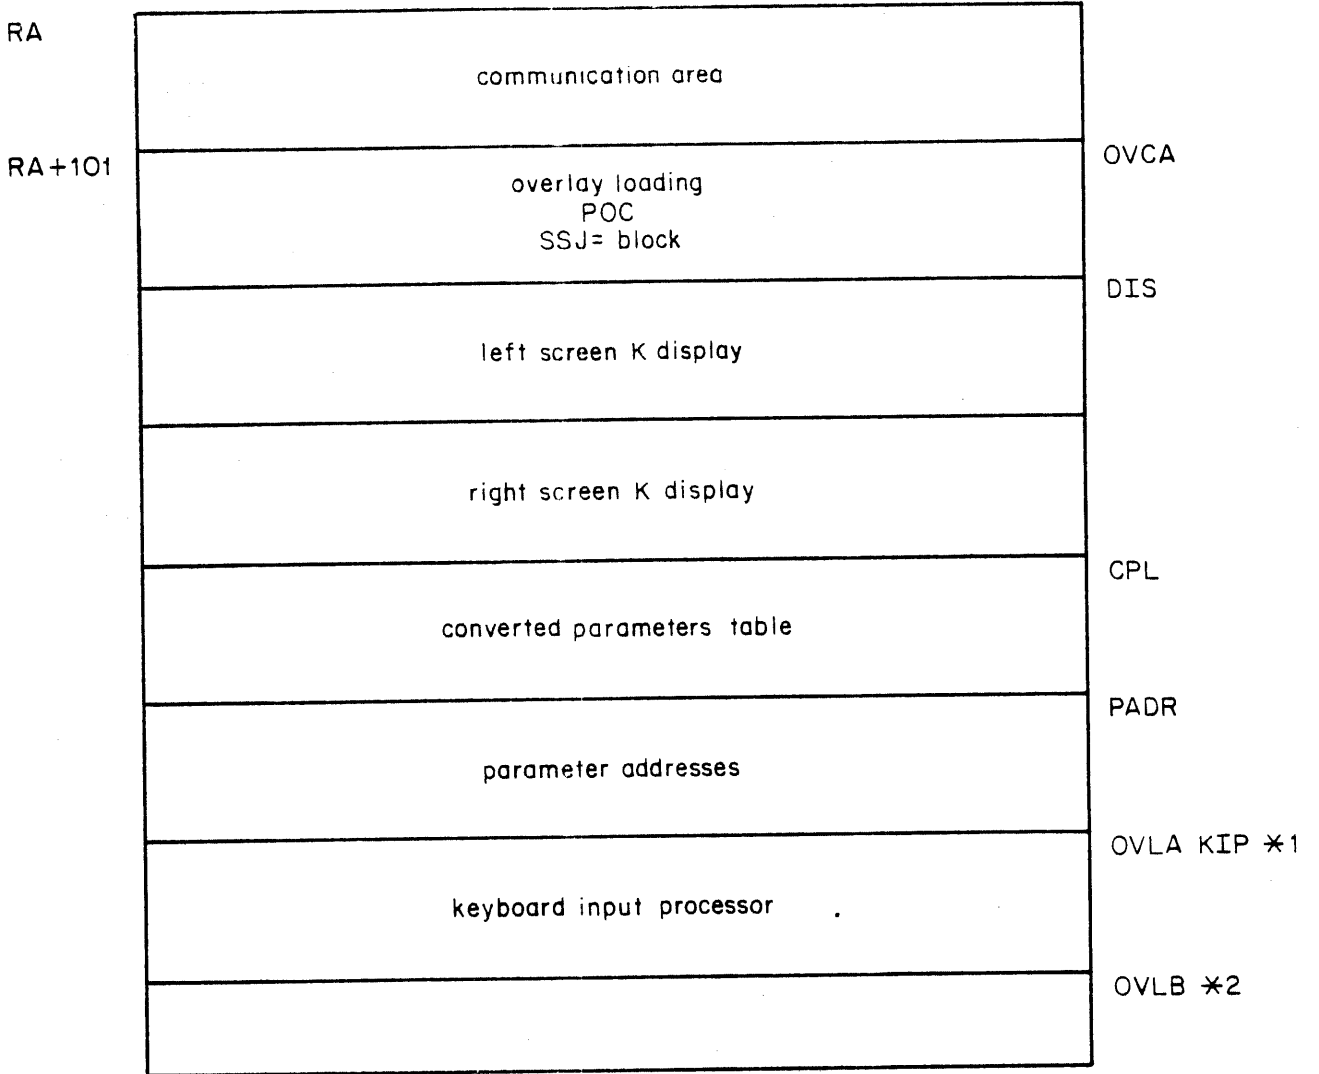 RA
communication area
RA+101
OVCA
overlay loading
POC
SSJ= block
DIS
left screen K display
right screen K display
CPL
converted parameters table
PADR
parameter addresses
OVLA KIP *1
keyboard input processor
OVLB *2